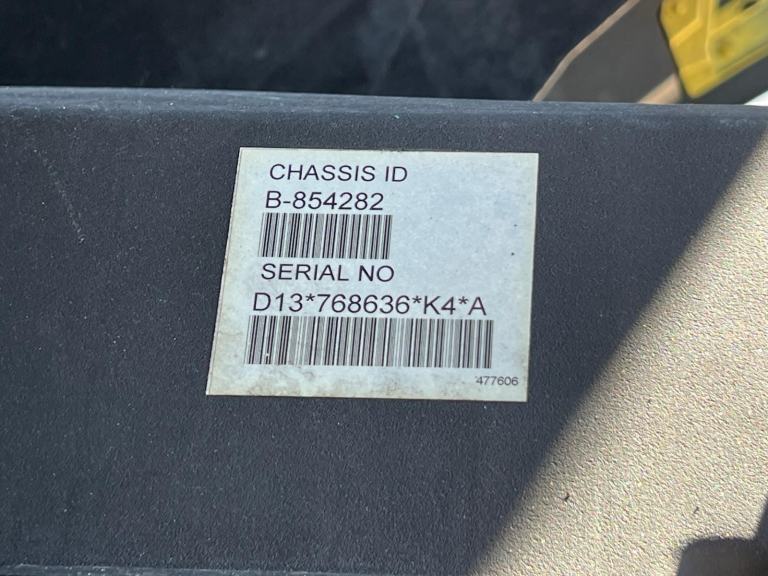 CHASSIS ID
B-854282
SERIAL NO
D13*768636*K4*A
477606